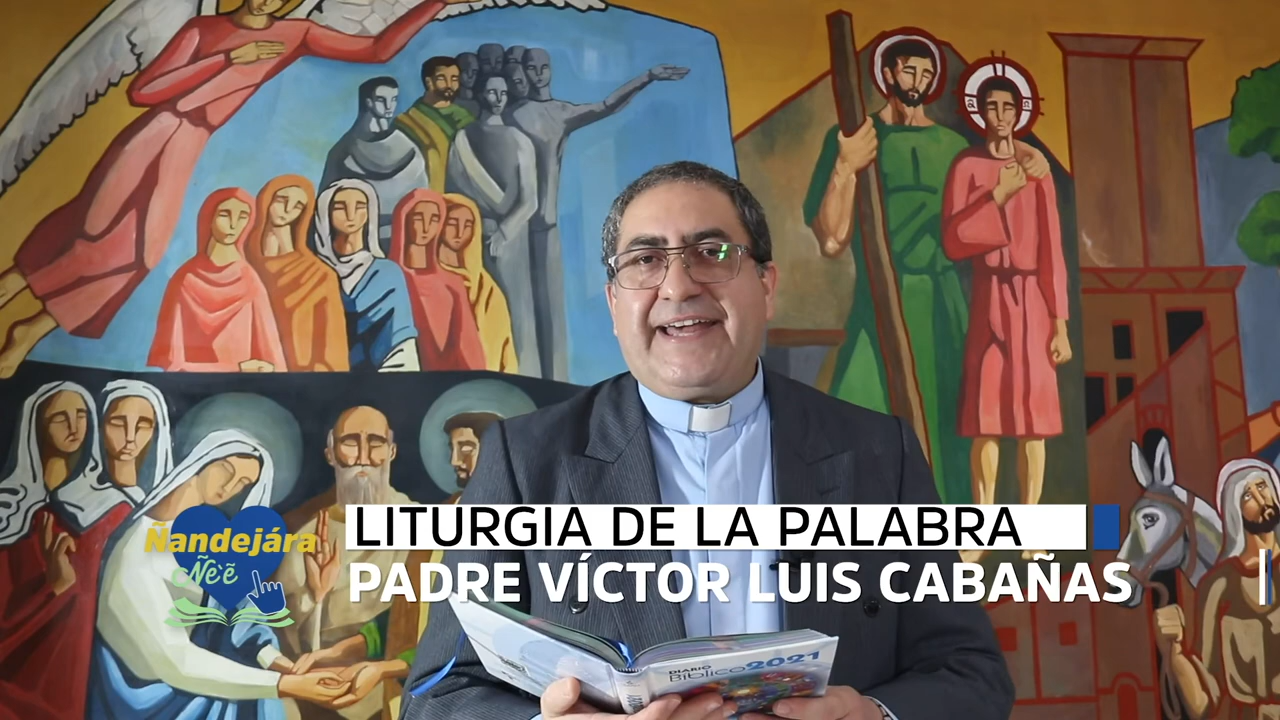 LITURGIA DE LA PALABRA
PADRE VÍCTOR LUIS CABAÑAS
Ñandejára
Ñe'ẽ
DIARIO
Bíblico2021